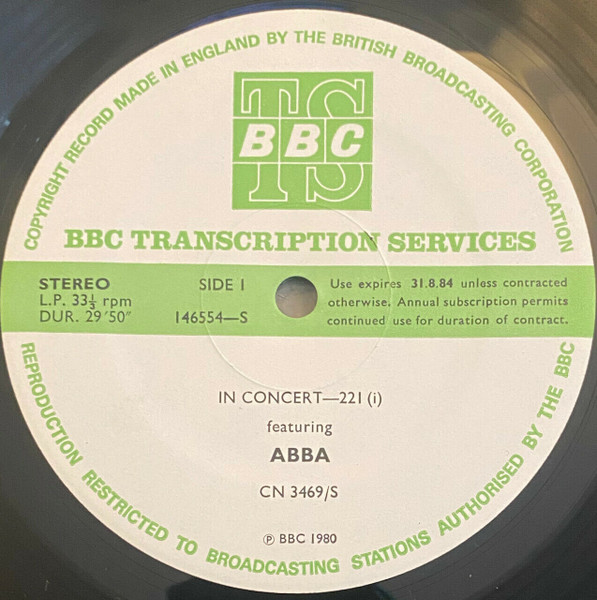 COPYRIGHT RECORD MADE IN ENGLAND BY THE BRITISH BROADCASTING CORPORATION
TS
BBC
BBC TRANSCRIPTION SERVICES
STEREO
L.P. 33⅓ rpm
DUR. 29′50″
SIDE I
146554—S
Use expires 31.8.84 unless contracted
otherwise. Annual subscription permits
continued use for duration of contract.
IN CONCERT—221 (i)
featuring
ABBA
CN 3469/S
Ⓟ BBC 1980
REPRODUCTION RESTRICTED TO BROADCASTING STATIONS AUTHORISED BY THE BBC